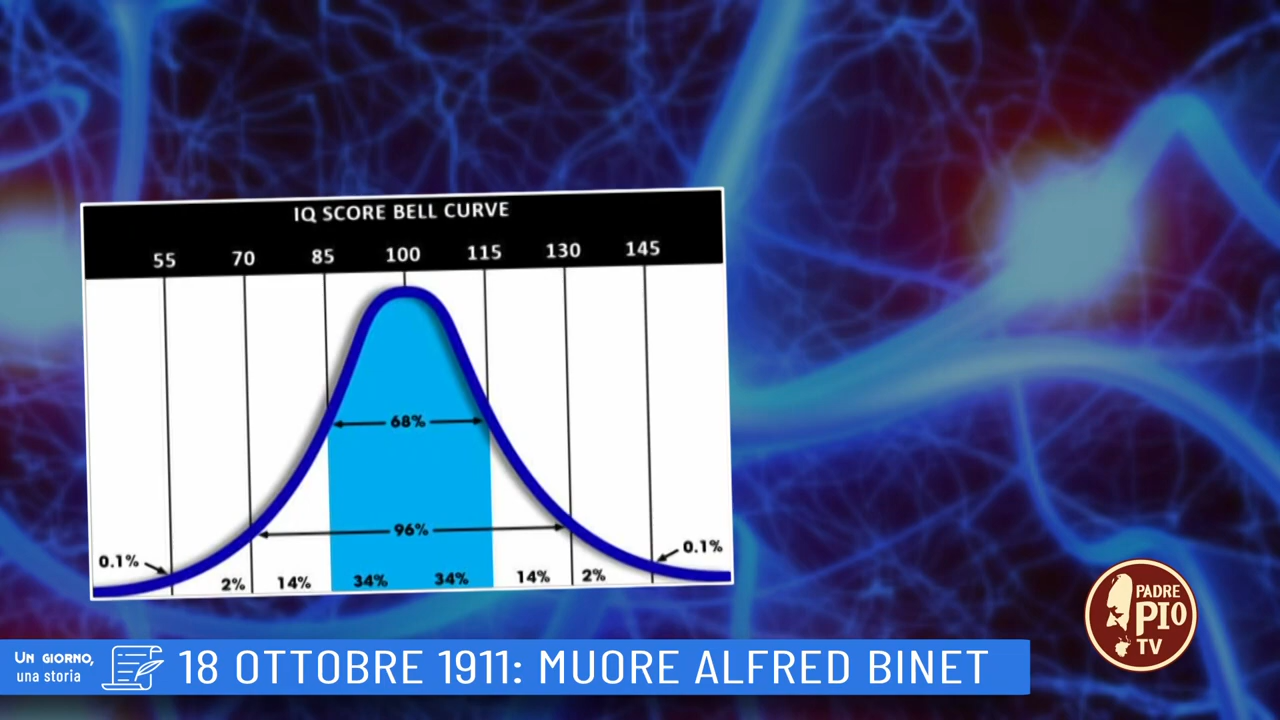 IQ SCORE BELL CURVE
55 70 85 100 115 130 145
68%
96%
0.1% 0.1%
2% 14% 34% 34% 14% 2%
UN GIORNO,
una storia
18 OTTOBRE 1911: MUORE ALFRED BINET
PADRE
PIO
TV